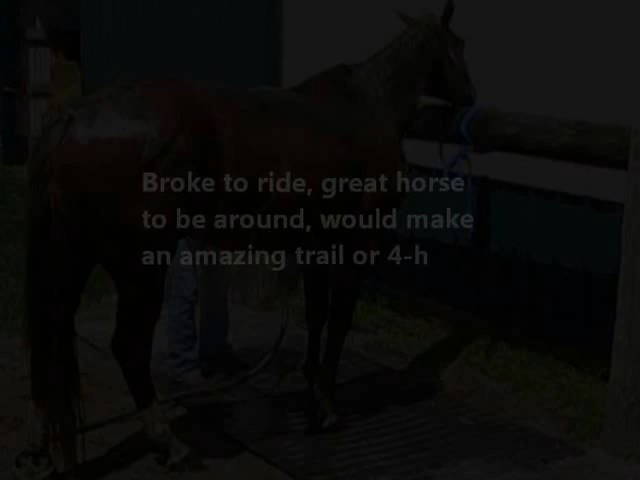 Broke to ride, great horse
to be around, would make
an amazing trail or 4-h